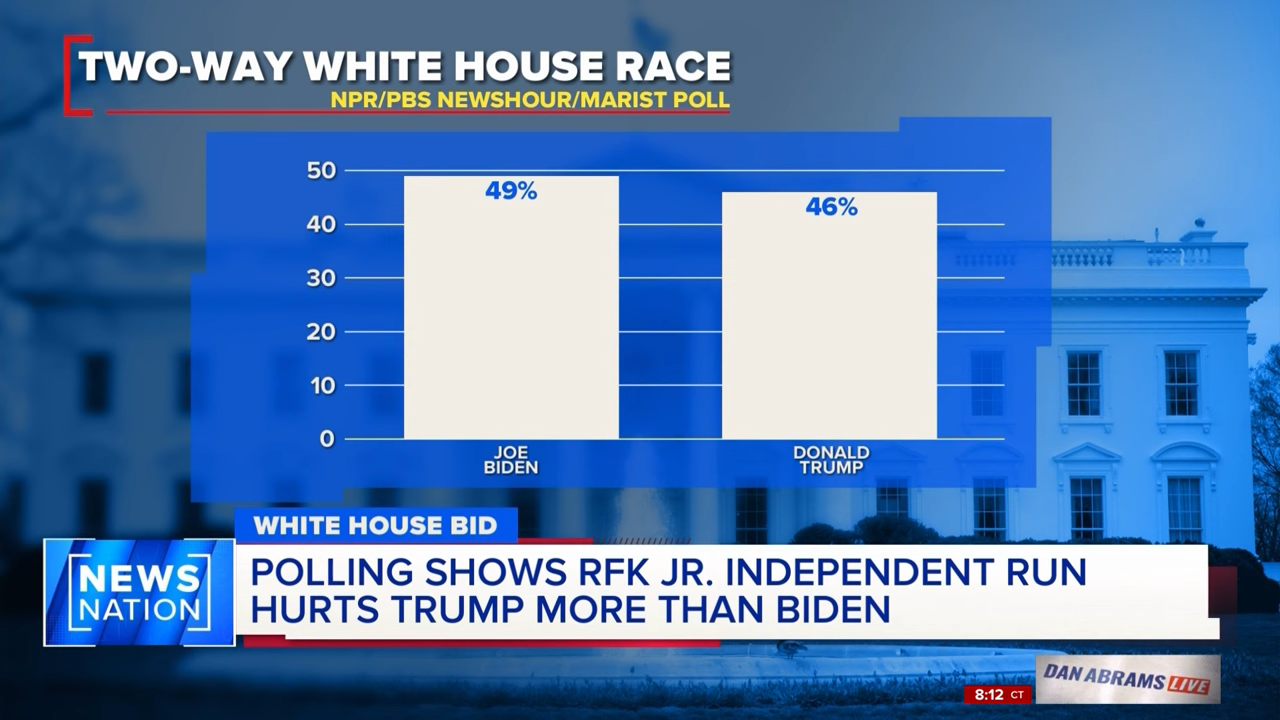 TWO-WAY WHITE HOUSE RACE
NPR/PBS NEWSHOUR/MARIST POLL
50
40
30
20
10
0
49%
46%
JOE
BIDEN
DONALD
TRUMP
WHITE HOUSE BID
NEWS
NATION
POLLING SHOWS RFK JR. INDEPENDENT RUN
HURTS TRUMP MORE THAN BIDEN
8:12 CT
DAN ABRAMS LIVE